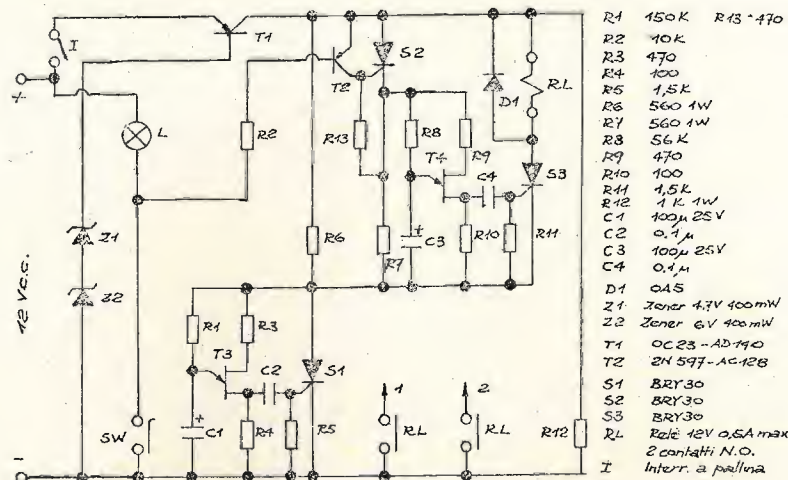 I
T1
S2
T2
+
L
R2
R13
R8
T4
R9
C4
D1
RL
S3
Z1
Z2
12 V c.c.
R6
R7
C3
+
R10
R11
R1
R3
T3
C2
S1
SW
C1
+
R4
R5
1
2
RL
RL
R12
-
R1 150K R13 - 470
R2 10K
R3 470
R4 100
R5 1,5K
R6 560 1W
R7 560 1W
R8 56K
R9 470
R10 100
R11 1,5K
R12 1K 1W
C1 100μ 25V
C2 0.1μ
C3 100μ 25V
C4 0.1μ
D1 OA5
Z1 Zener 4.7V 400mW
Z2 Zener 6V 400mW
T1 OC23-AD140
T2 2N597-AC128
S1 BRY30
S2 BRY30
S3 BRY30
RL Relè 12V 0,5A max
2 contatti N.O.
I Interr. a pallina